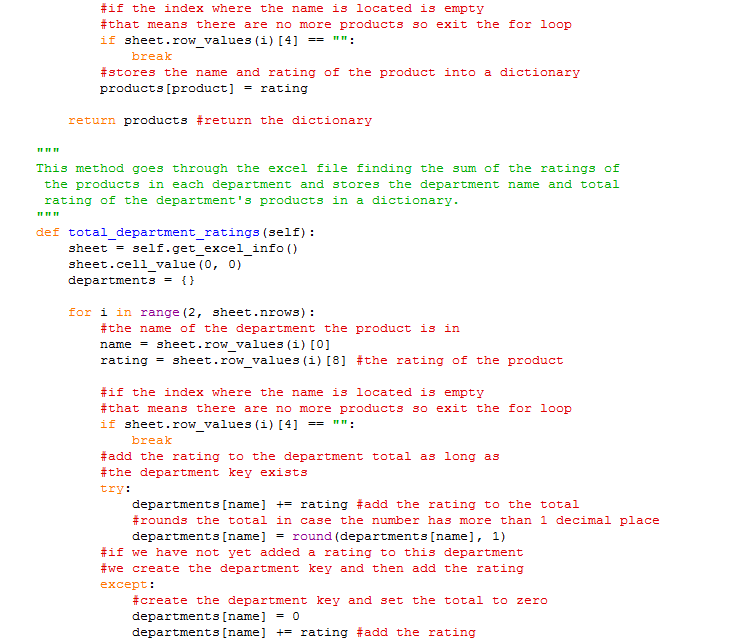 #if the index where the name is located is empty
#that means there are no more products so exit the for loop
if sheet.row_values(i)[4] == "":
break
#stores the name and rating of the product into a dictionary
products[product] = rating
return products #return the dictionary
"""
This method goes through the excel file finding the sum of the ratings of
the products in each department and stores the department name and total
rating of the department's products in a dictionary.
"""
def total_department_ratings(self):
sheet = self.get_excel_info()
sheet.cell_value(0, 0)
departments = {}
for i in range(2, sheet.nrows):
#the name of the department the product is in
name = sheet.row_values(i)[0]
rating = sheet.row_values(i)[8] #the rating of the product
#if the index where the name is located is empty
#that means there are no more products so exit the for loop
if sheet.row_values(i)[4] == "":
break
#add the rating to the department total as long as
#the department key exists
try:
departments[name] += rating #add the rating to the total
#rounds the total in case the number has more than 1 decimal place
departments[name] = round(departments[name], 1)
#if we have not yet added a rating to this department
#we create the department key and then add the rating
except:
#create the department key and set the total to zero
departments[name] = 0
departments[name] += rating #add the rating